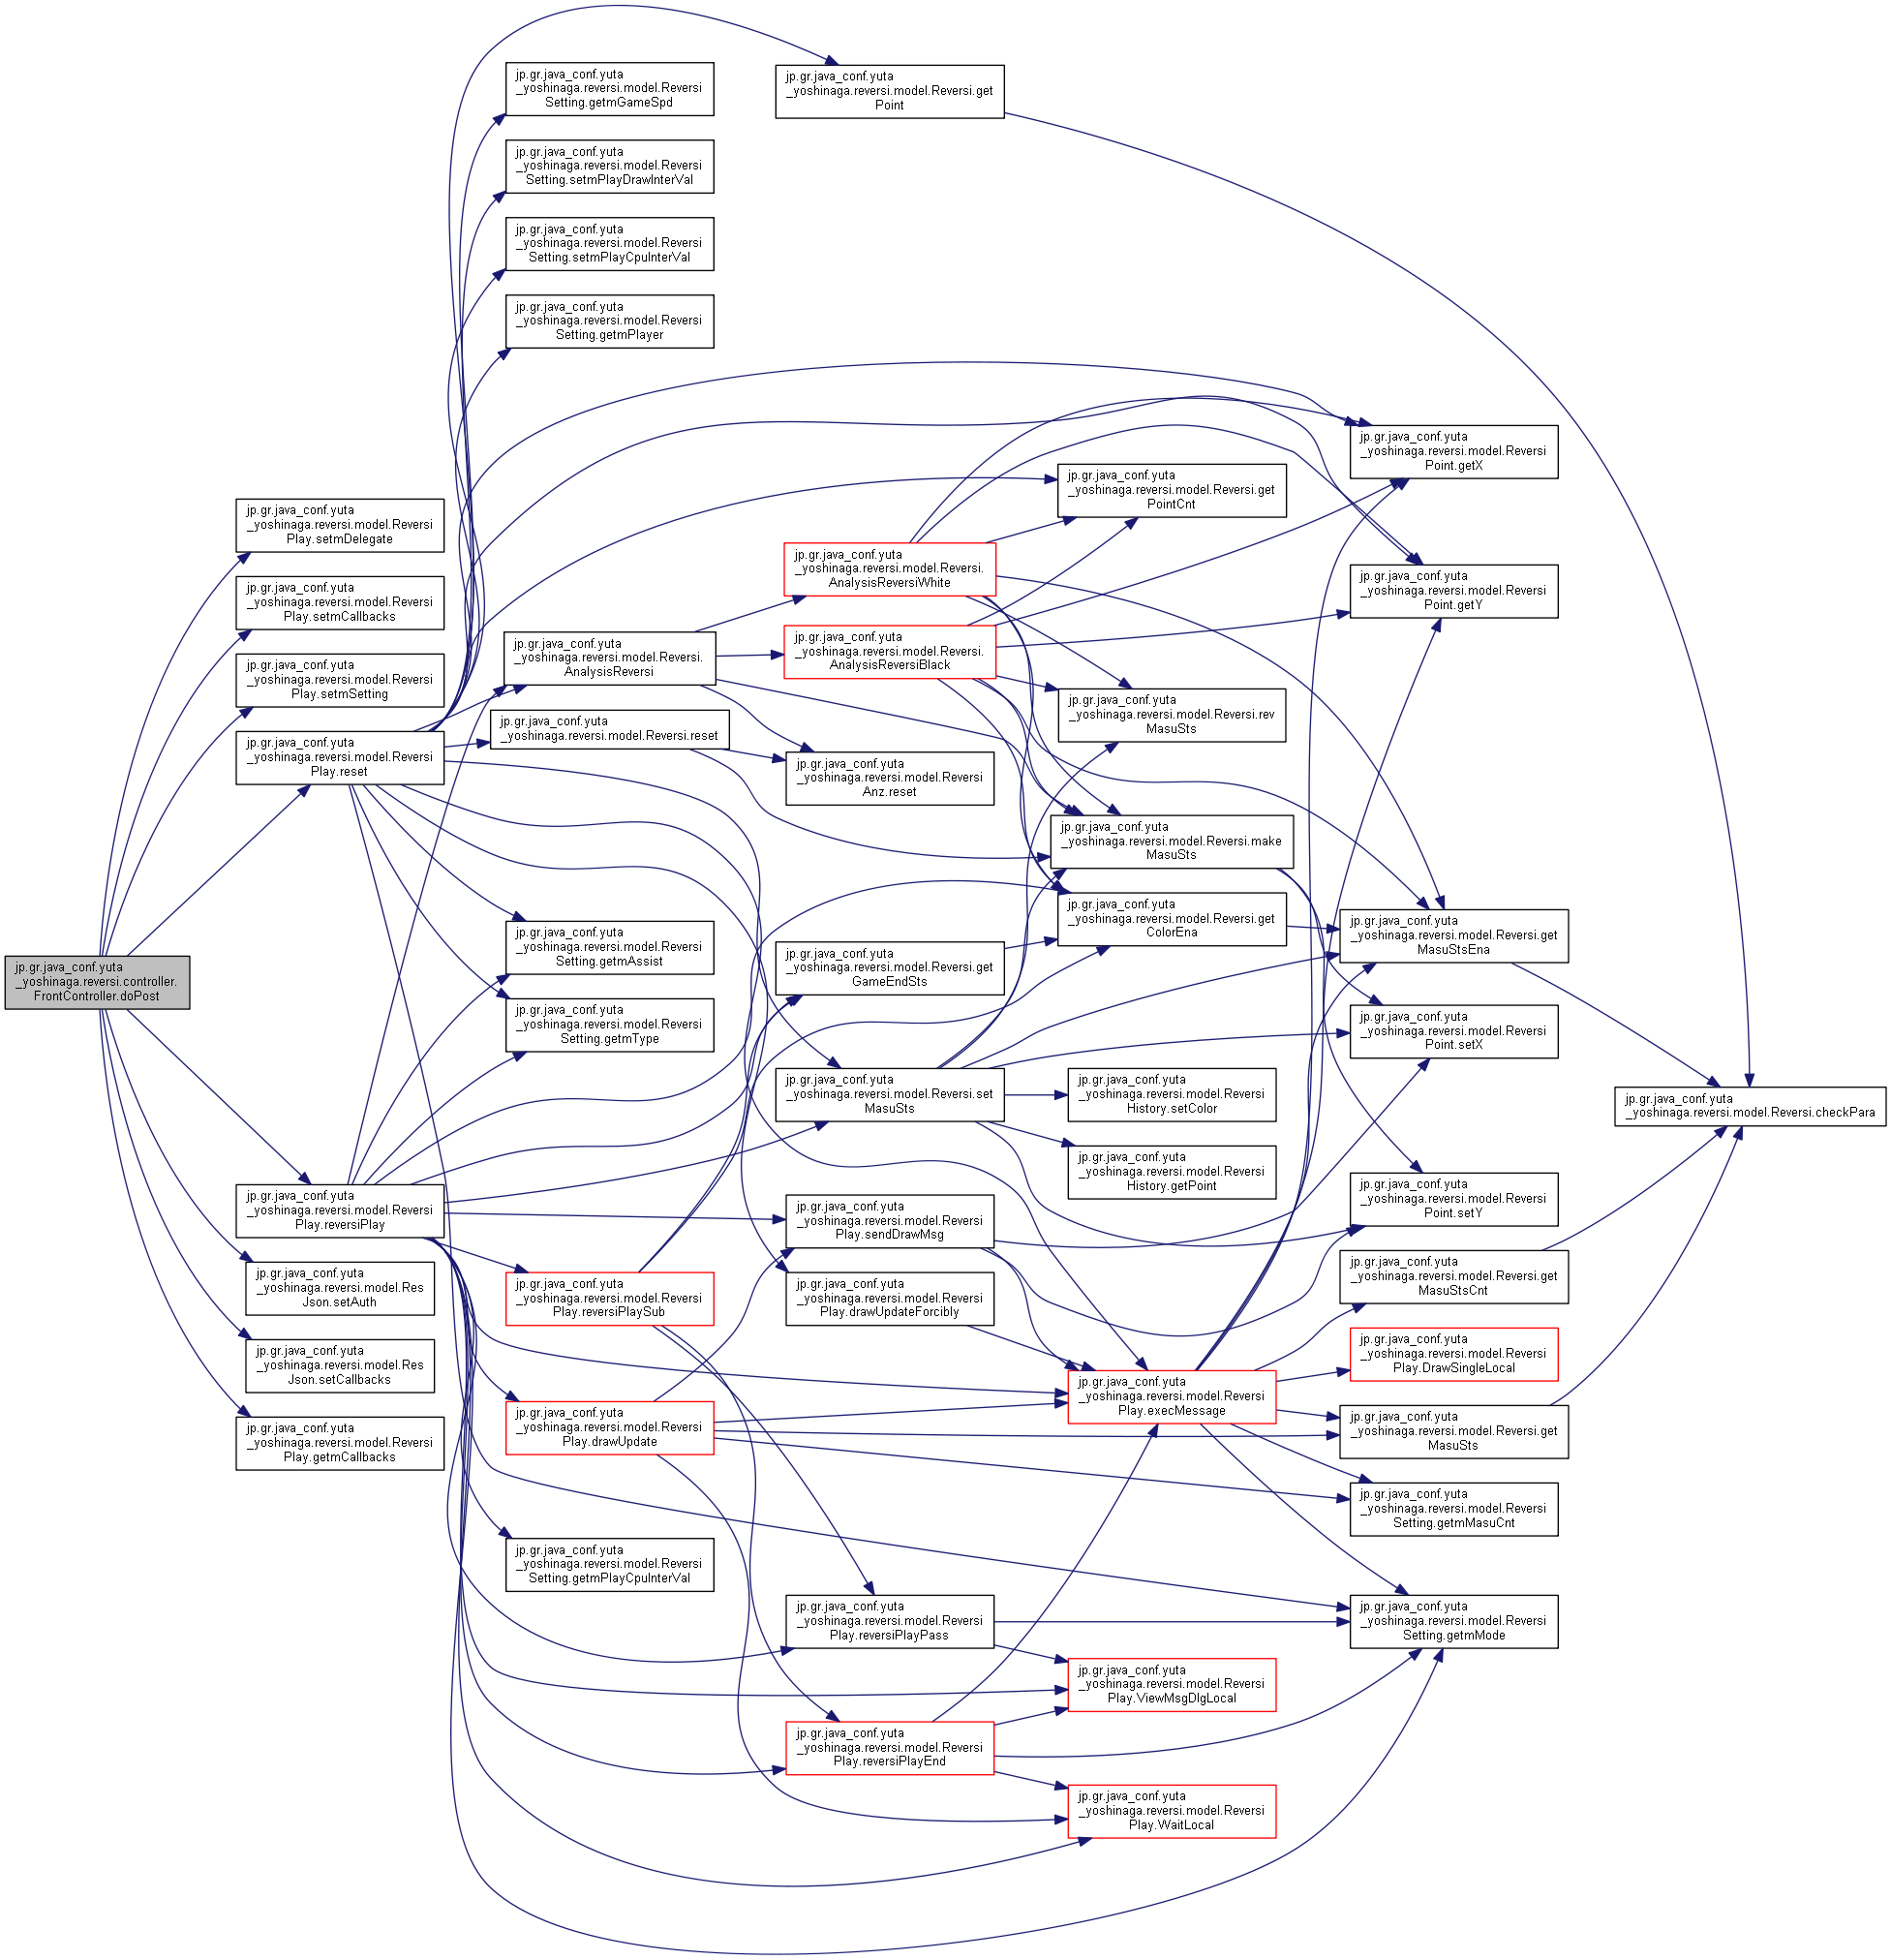 jp.gr.java_conf.yuta
_yoshinaga.reversi.controller.
FrontController.doPost
jp.gr.java_conf.yuta
_yoshinaga.reversi.model.Reversi
Play.setmDelegate
jp.gr.java_conf.yuta
_yoshinaga.reversi.model.Reversi
Play.setmCallbacks
jp.gr.java_conf.yuta
_yoshinaga.reversi.model.Reversi
Play.setmSetting
jp.gr.java_conf.yuta
_yoshinaga.reversi.model.Reversi
Play.reset
jp.gr.java_conf.yuta
_yoshinaga.reversi.model.Reversi
Play.reversiPlay
jp.gr.java_conf.yuta
_yoshinaga.reversi.model.Res
Json.setAuth
jp.gr.java_conf.yuta
_yoshinaga.reversi.model.Res
Json.setCallbacks
jp.gr.java_conf.yuta
_yoshinaga.reversi.model.Reversi
Play.getmCallbacks
jp.gr.java_conf.yuta
_yoshinaga.reversi.model.Reversi
Setting.getmGameSpd
jp.gr.java_conf.yuta
_yoshinaga.reversi.model.Reversi
Setting.setmPlayDrawInterVal
jp.gr.java_conf.yuta
_yoshinaga.reversi.model.Reversi
Setting.setmPlayCpuInterVal
jp.gr.java_conf.yuta
_yoshinaga.reversi.model.Reversi
Setting.getmPlayer
jp.gr.java_conf.yuta
_yoshinaga.reversi.model.Reversi.
AnalysisReversi
jp.gr.java_conf.yuta
_yoshinaga.reversi.model.Reversi.reset
jp.gr.java_conf.yuta
_yoshinaga.reversi.model.Reversi
Setting.getmAssist
jp.gr.java_conf.yuta
_yoshinaga.reversi.model.Reversi
Setting.getmType
jp.gr.java_conf.yuta
_yoshinaga.reversi.model.Reversi
Play.reversiPlaySub
jp.gr.java_conf.yuta
_yoshinaga.reversi.model.Reversi
Play.drawUpdate
jp.gr.java_conf.yuta
_yoshinaga.reversi.model.Reversi
Setting.getmPlayCpuInterVal
jp.gr.java_conf.yuta
_yoshinaga.reversi.model.Reversi.get
Point
jp.gr.java_conf.yuta
_yoshinaga.reversi.model.Reversi.
AnalysisReversiWhite
jp.gr.java_conf.yuta
_yoshinaga.reversi.model.Reversi.
AnalysisReversiBlack
jp.gr.java_conf.yuta
_yoshinaga.reversi.model.Reversi
Anz.reset
jp.gr.java_conf.yuta
_yoshinaga.reversi.model.Reversi.get
GameEndSts
jp.gr.java_conf.yuta
_yoshinaga.reversi.model.Reversi.set
MasuSts
jp.gr.java_conf.yuta
_yoshinaga.reversi.model.Reversi
Play.sendDrawMsg
jp.gr.java_conf.yuta
_yoshinaga.reversi.model.Reversi
Play.drawUpdateForcibly
jp.gr.java_conf.yuta
_yoshinaga.reversi.model.Reversi
Play.reversiPlayPass
jp.gr.java_conf.yuta
_yoshinaga.reversi.model.Reversi
Play.reversiPlayEnd
jp.gr.java_conf.yuta
_yoshinaga.reversi.model.Reversi.get
PointCnt
jp.gr.java_conf.yuta
_yoshinaga.reversi.model.Reversi.rev
MasuSts
jp.gr.java_conf.yuta
_yoshinaga.reversi.model.Reversi.make
MasuSts
jp.gr.java_conf.yuta
_yoshinaga.reversi.model.Reversi.get
ColorEna
jp.gr.java_conf.yuta
_yoshinaga.reversi.model.Reversi
History.setColor
jp.gr.java_conf.yuta
_yoshinaga.reversi.model.Reversi
History.getPoint
jp.gr.java_conf.yuta
_yoshinaga.reversi.model.Reversi
Play.execMessage
jp.gr.java_conf.yuta
_yoshinaga.reversi.model.Reversi
Play.ViewMsgDlgLocal
jp.gr.java_conf.yuta
_yoshinaga.reversi.model.Reversi
Play.WaitLocal
jp.gr.java_conf.yuta
_yoshinaga.reversi.model.Reversi
Point.getX
jp.gr.java_conf.yuta
_yoshinaga.reversi.model.Reversi
Point.getY
jp.gr.java_conf.yuta
_yoshinaga.reversi.model.Reversi.get
MasuStsEna
jp.gr.java_conf.yuta
_yoshinaga.reversi.model.Reversi
Point.setX
jp.gr.java_conf.yuta
_yoshinaga.reversi.model.Reversi
Point.setY
jp.gr.java_conf.yuta
_yoshinaga.reversi.model.Reversi.get
MasuStsCnt
jp.gr.java_conf.yuta
_yoshinaga.reversi.model.Reversi
Play.DrawSingleLocal
jp.gr.java_conf.yuta
_yoshinaga.reversi.model.Reversi.get
MasuSts
jp.gr.java_conf.yuta
_yoshinaga.reversi.model.Reversi
Setting.getmMasuCnt
jp.gr.java_conf.yuta
_yoshinaga.reversi.model.Reversi
Setting.getmMode
jp.gr.java_conf.yuta
_yoshinaga.reversi.model.Reversi.checkPara